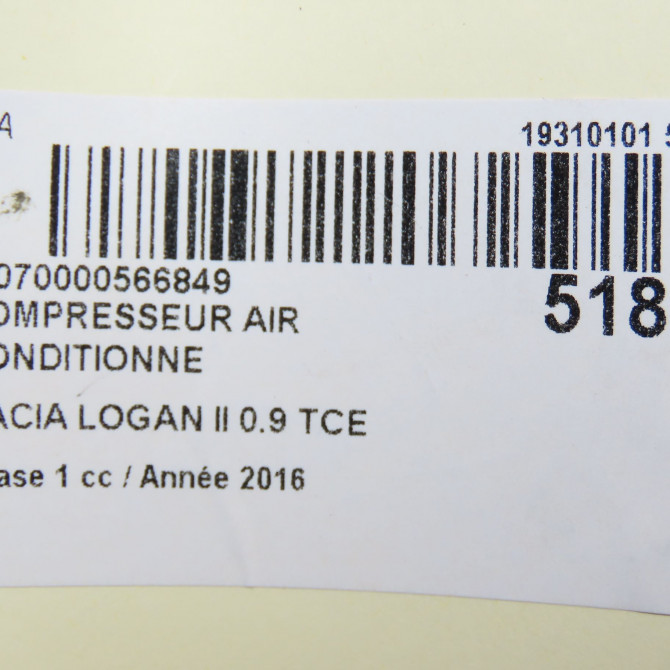 A
19310101 5
070000566849
518
OMPRESSEUR AIR
ONDITIONNE
ACIA LOGAN II 0.9 TCE
ase 1 cc / Année 2016